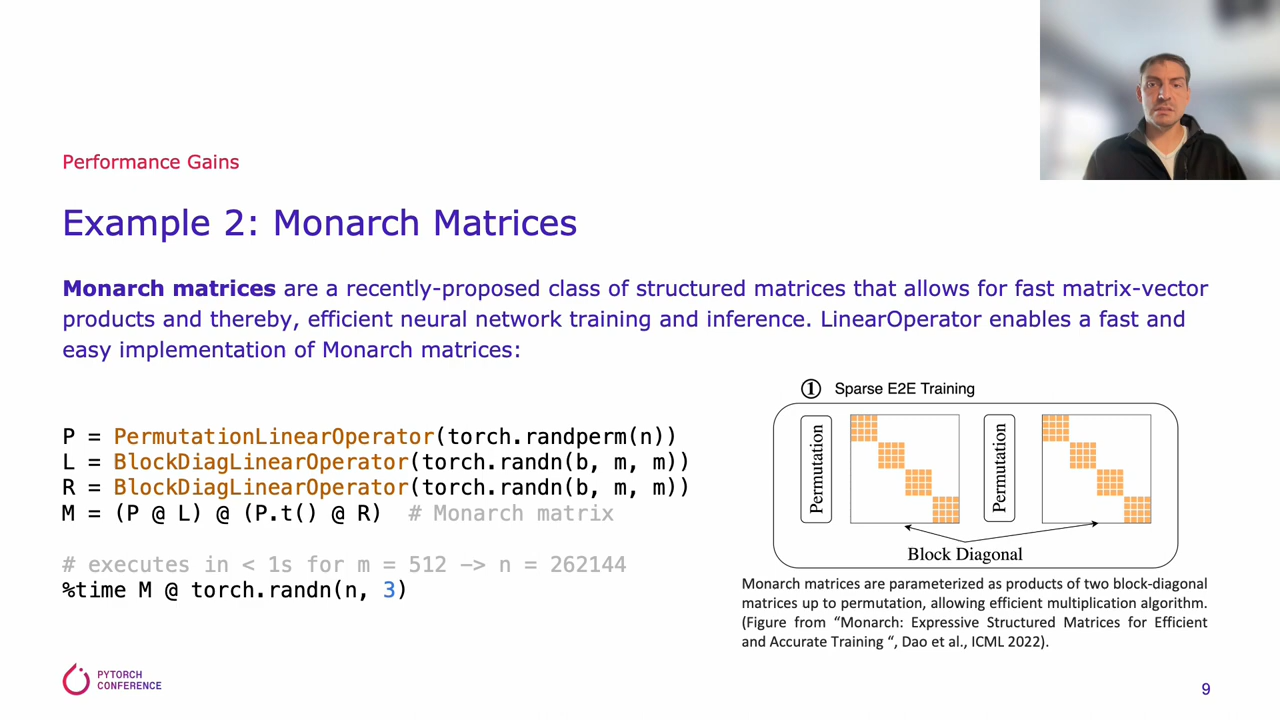 Performance Gains
Example 2: Monarch Matrices
Monarch matrices are a recently-proposed class of structured matrices that allows for fast matrix-vector
products and thereby, efficient neural network training and inference. LinearOperator enables a fast and
easy implementation of Monarch matrices:
P = PermutationLinearOperator(torch.randperm(n))
L = BlockDiagLinearOperator(torch.randn(b, m, m))
R = BlockDiagLinearOperator(torch.randn(b, m, m))
M = (P @ L) @ (P.t() @ R)  # Monarch matrix
# executes in < 1s for m = 512 –> n = 262144
%time M @ torch.randn(n, 3)
① Sparse E2E Training
Permutation
Permutation
Block Diagonal
Monarch matrices are parameterized as products of two block-diagonal
matrices up to permutation, allowing efficient multiplication algorithm.
(Figure from “Monarch: Expressive Structured Matrices for Efficient
and Accurate Training “, Dao et al., ICML 2022).
PYTORCH
CONFERENCE
9